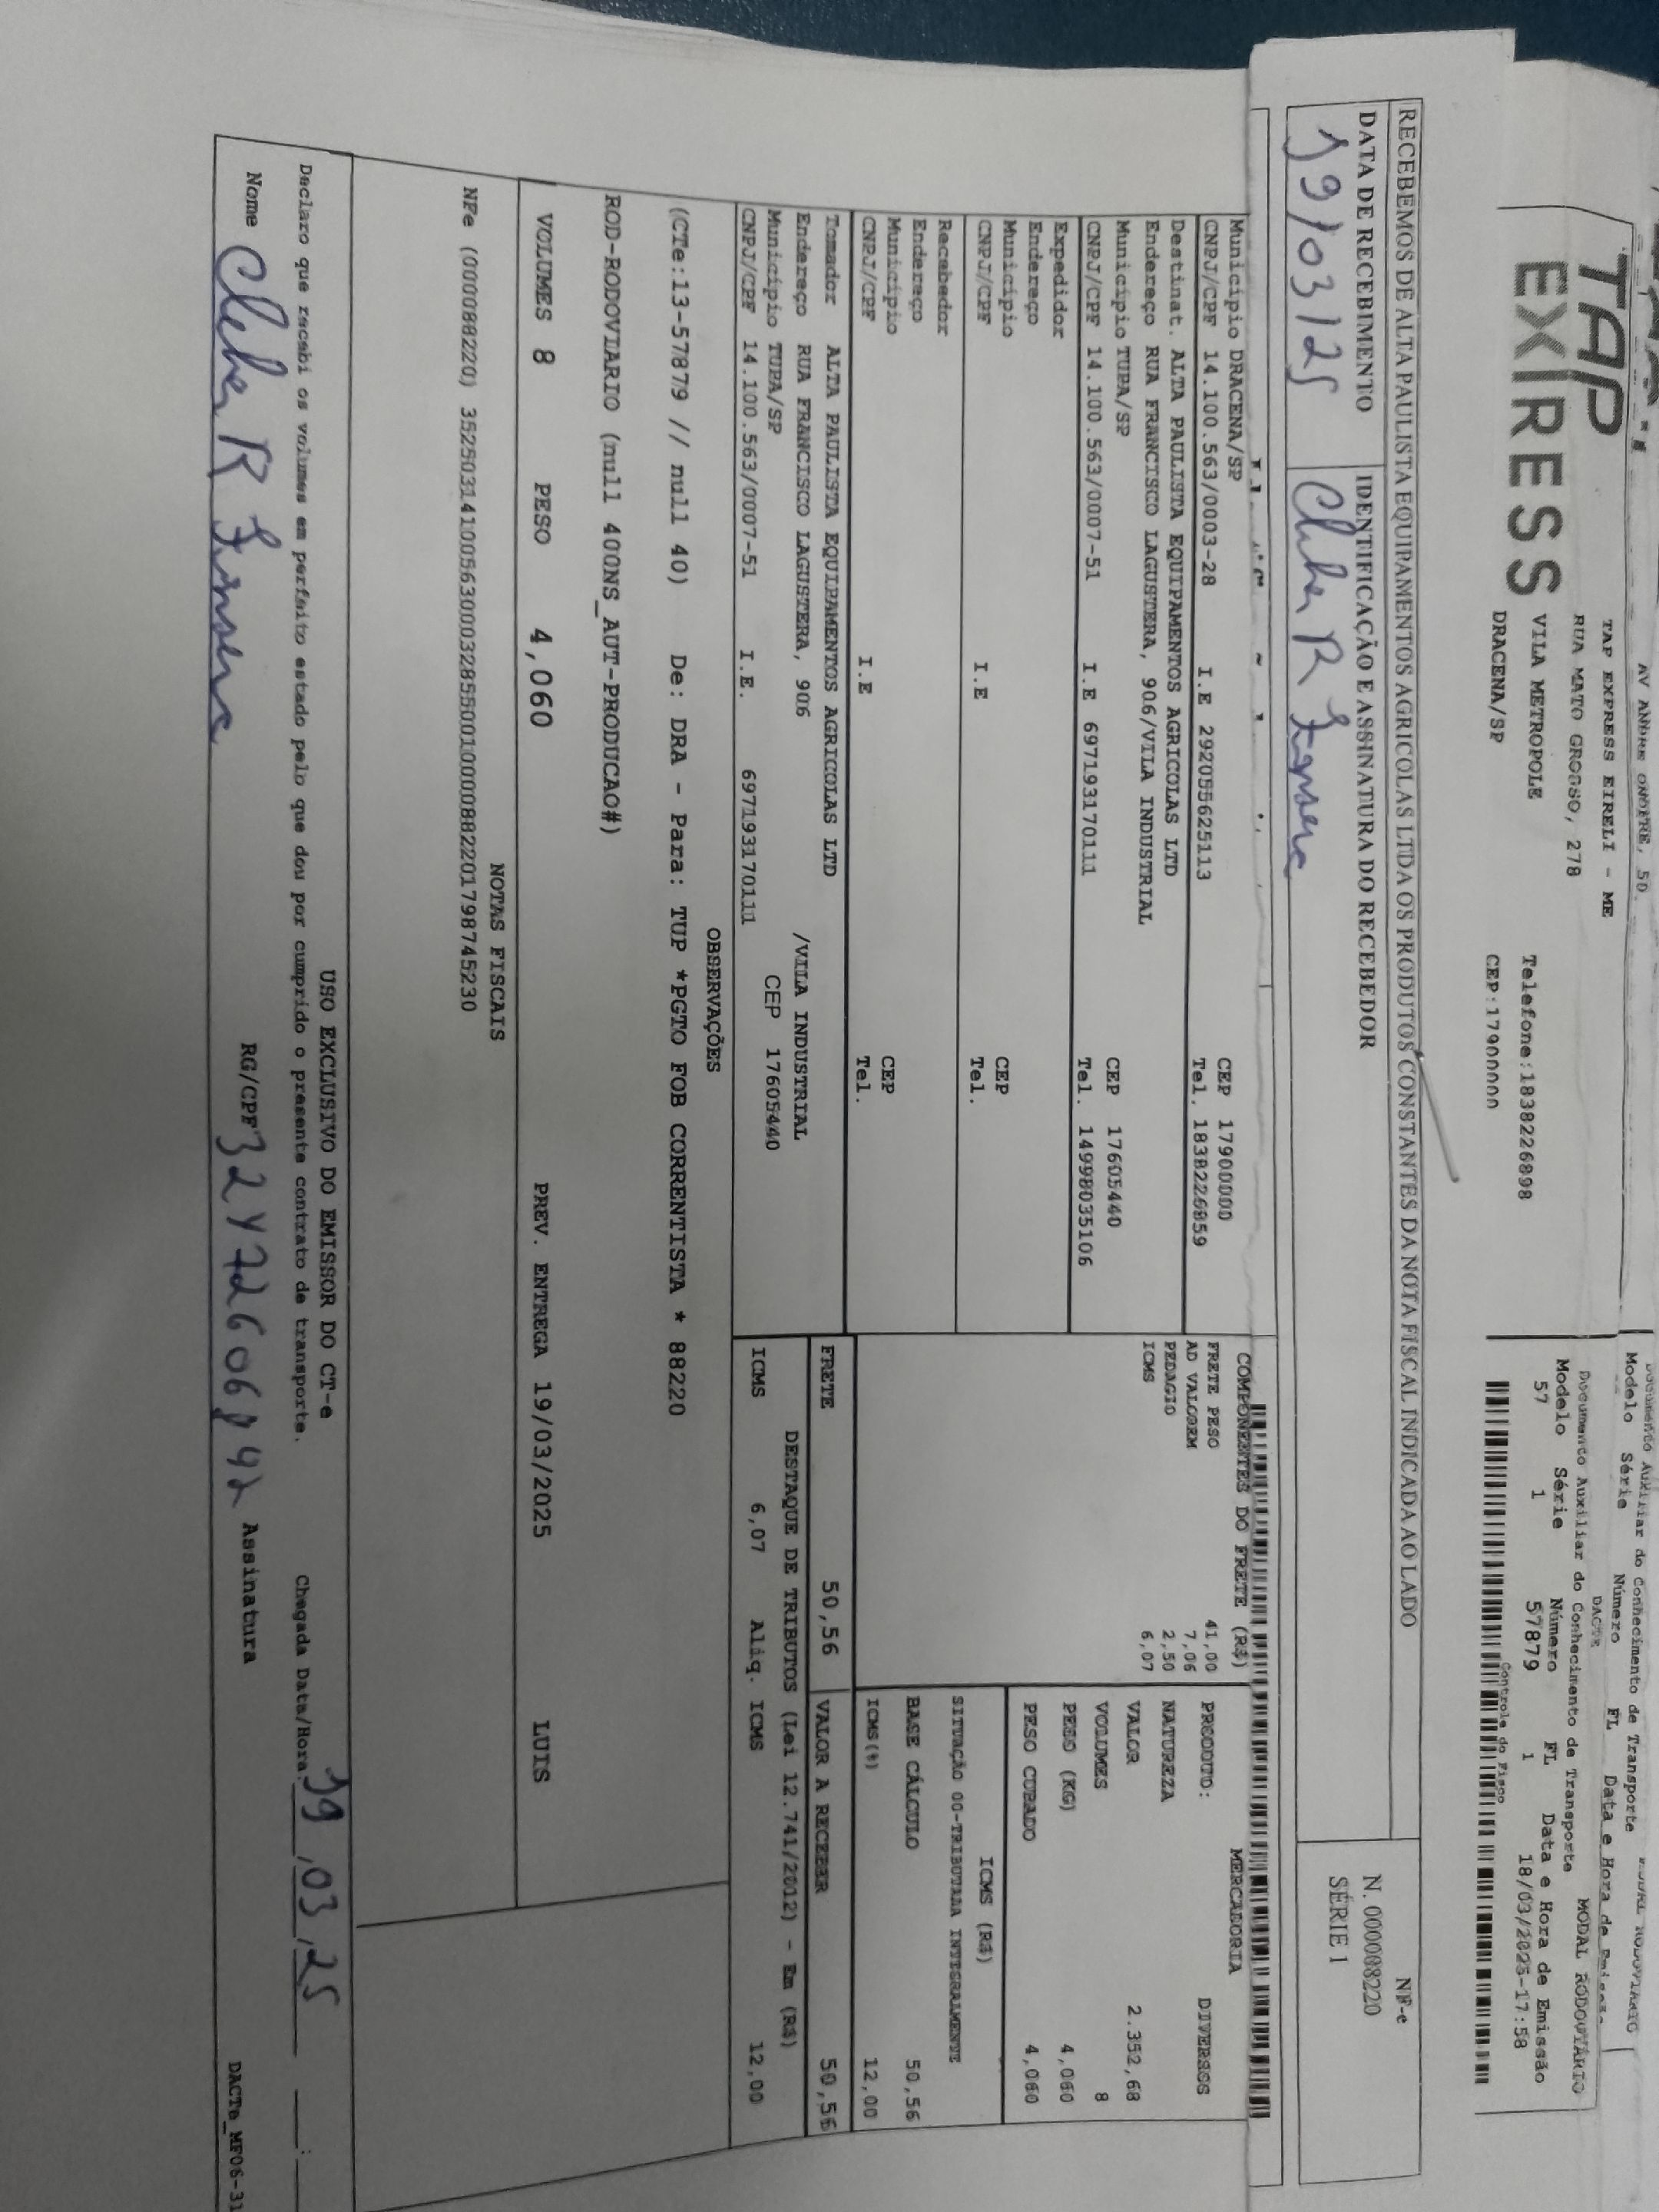 AV ANDRE ONOFRE, 50
Modelo Série Número FL Data e Hora de Emissão
TAP
EXPRESS
TAP EXPRESS EIRELI - ME
RUA MATO GROSSO, 278
VILA METROPOLE
DRACENA/SP
Telefone:1838226898
CEP:17900000
DACTE
Documento Auxiliar do Conhecimento de Transporte
MODAL RODOVIÁRIO
Modelo Série Número FL Data e Hora de Emissão
57 1 57879 1 18/03/2025-17:58
Controle do Fisco
RECEBEMOS DE ALTA PAULISTA EQUIPAMENTOS AGRICOLAS LTDA OS PRODUTOS CONSTANTES DA NOTA FISCAL INDICADA AO LADO
DATA DE RECEBIMENTO
19/03/25
IDENTIFICAÇÃO E ASSINATURA DO RECEBEDOR
Cleber R
NF-e
N. 000088220
SÉRIE 1
Município DRACENA/SP CEP 17900000
CNPJ/CPF 14.100.563/0003-28 I.E 292055625113 Tel. 1838226859
Destinat. ALTA PAULISTA EQUIPAMENTOS AGRICOLAS LTD
Endereço RUA FRANCISCO LAGUSTERA, 906/VILA INDUSTRIAL
Município TUPA/SP CEP 17605440
CNPJ/CPF 14.100.563/0007-51 I.E 697193170111 Tel. 14998035106
Expedidor
Endereço
Município CEP
CNPJ/CPF I.E Tel.
Recebedor
Endereço
Município CEP
CNPJ/CPF I.E Tel.
Tomador ALTA PAULISTA EQUIPAMENTOS AGRICOLAS LTD
Endereço RUA FRANCISCO LAGUSTERA, 906 /VILA INDUSTRIAL
Município TUPA/SP CEP 17605440
CNPJ/CPF 14.100.563/0007-51 I.E. 697193170111
COMPONENTES DO FRETE (R$)
FRETE PESO 41,00
AD VALOREM 7,06
PEDAGIO 2,50
ICMS 6,07
MERCADORIA
PRODUTO: DIVERSOS
NATUREZA
VALOR 2.352,68
VOLUMES 8
PESO (KG) 4,060
PESO CUBADO 4,060
ICMS (R$)
SITUAÇÃO 00-TRIBUTADA INTEGRALMENTE
BASE CÁLCULO 50,56
ICMS(%) 12,00
FRETE 50,56 VALOR A RECEBER 50,56
DESTAQUE DE TRIBUTOS (Lei 12.741/2012) - Em (R$)
ICMS 6,07 Aliq. ICMS 12,00
OBSERVAÇÕES
(CTe:13-57879 // null 40) De: DRA - Para: TUP *PGTO FOB CORRENTISTA * 88220
ROD-RODOVIARIO (null 400NS_AUT-PRODUCAO#)
VOLUMES 8 PESO 4,060 PREV. ENTREGA 19/03/2025 LUIS
NOTAS FISCAIS
NFe (000088220) 35250314100563000328550010000882201798745230
USO EXCLUSIVO DO EMISSOR DO CT-e
Declaro que recebi os volumes em perfeito estado pelo que dou por cumprido o presente contrato de transporte.
Chegada Data/Hora: 19,03,25
Nome Cleber R RG/CPF Assinatura
DACTe_MF06-31